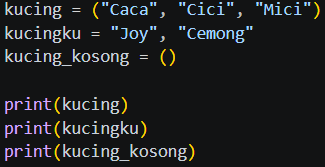 kucing = ("Caca", "Cici", "Mici")
kucingku = "Joy", "Cemong"
kucing_kosong = ()

print(kucing)
print(kucingku)
print(kucing_kosong)